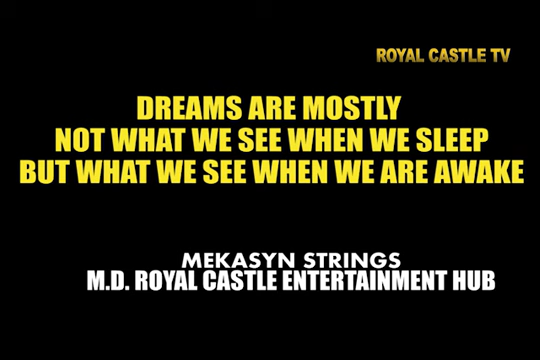 ROYAL CASTLE TV
DREAMS ARE MOSTLY
NOT WHAT WE SEE WHEN WE SLEEP
BUT WHAT WE SEE WHEN WE ARE AWAKE
MEKASYN STRINGS
M.D. ROYAL CASTLE ENTERTAINMENT HUB